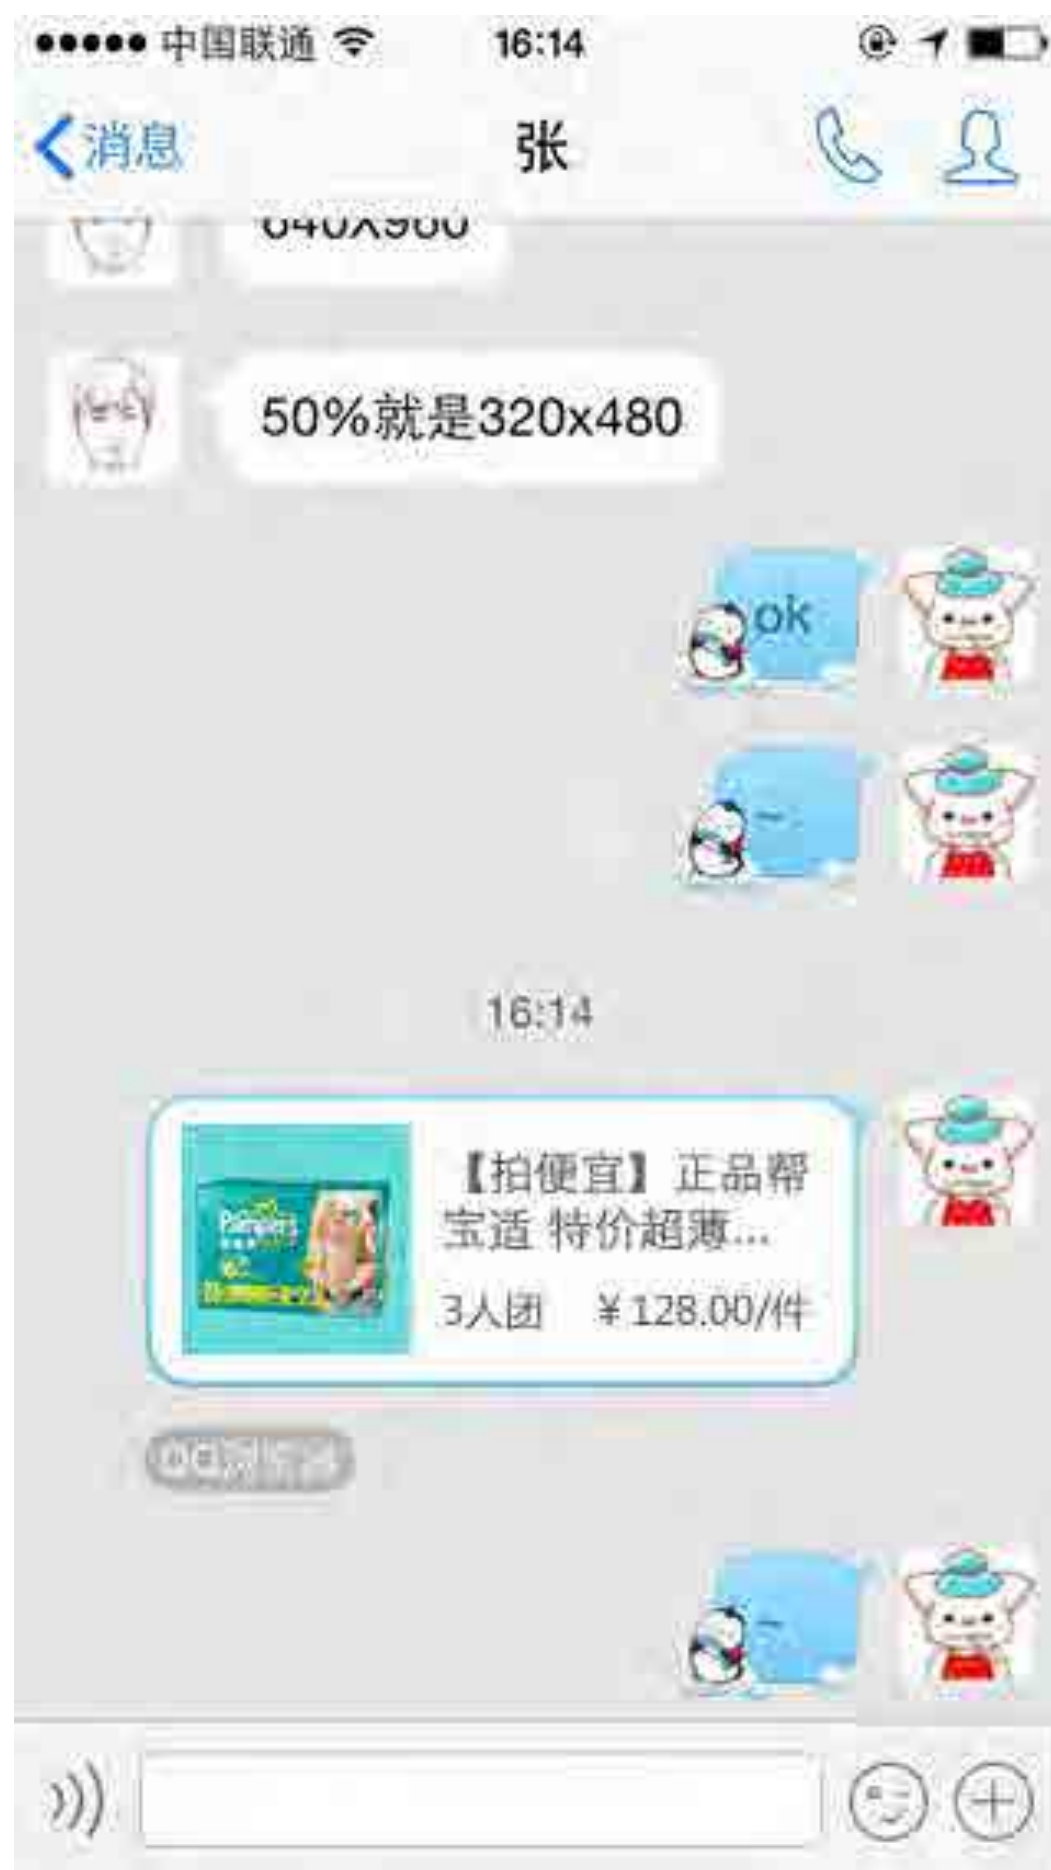 中国联通 16:14
消息 张
640X960
50%就是320x480
ok
~
16:14
Pampers
【拍便宜】正品帮
宝适 特价超薄...
3人团 ¥128.00/件
~